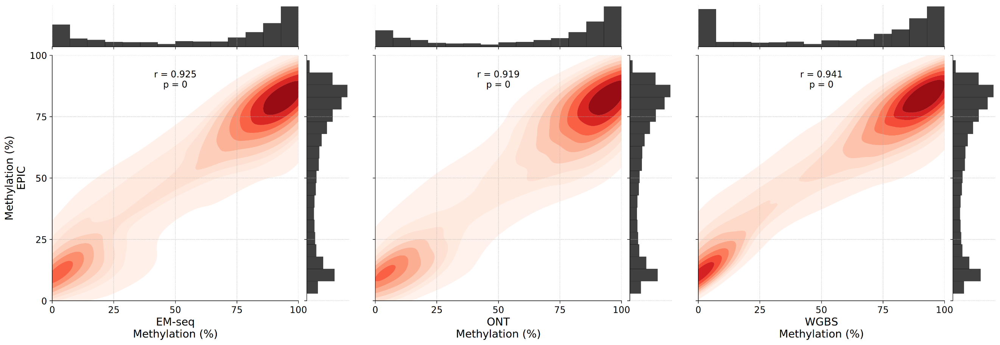 r = 0.925
p = 0
r = 0.919
p = 0
r = 0.941
p = 0
Methylation (%)
EPIC
100
75
50
25
0
0 25 50 75 100
EM-seq
Methylation (%)
0 25 50 75 100
ONT
Methylation (%)
0 25 50 75 100
WGBS
Methylation (%)